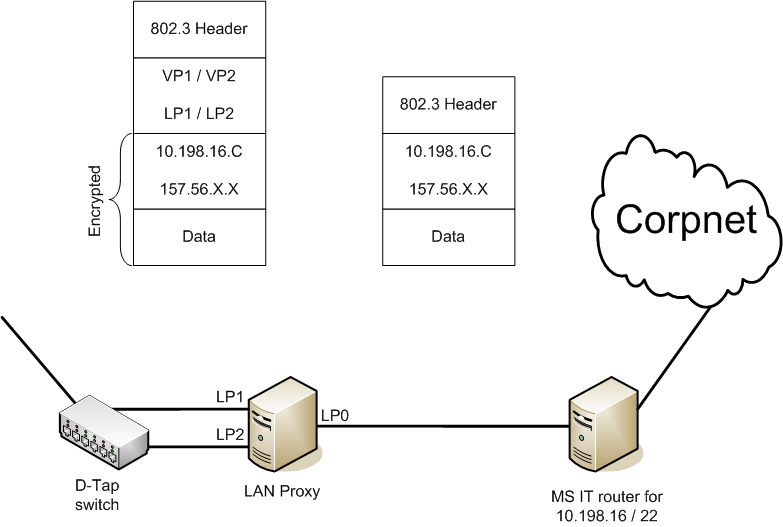 802.3 Header
VP1 / VP2
LP1 / LP2
10.198.16.C
157.56.X.X
Data
Encrypted
802.3 Header
10.198.16.C
157.56.X.X
Data
Corpnet
LP1
LP2
LP0
D-Tap
switch
LAN Proxy
MS IT router for
10.198.16 / 22